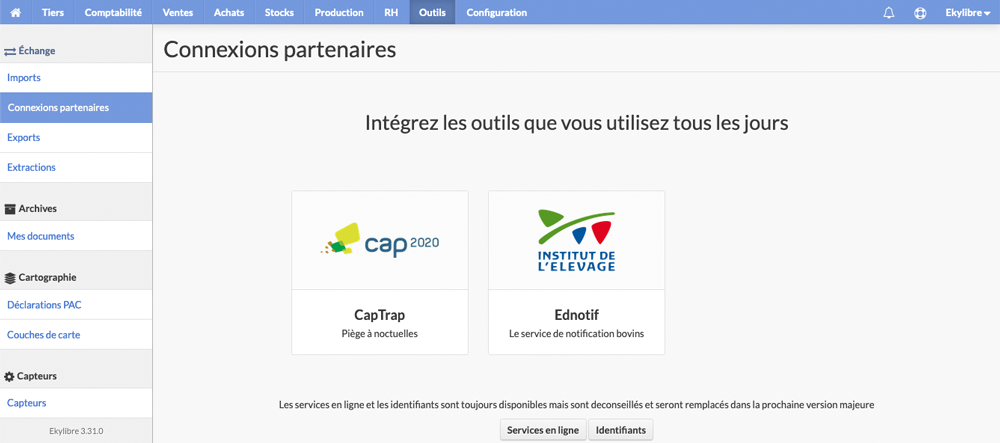 Tiers Comptabilité Ventes Achats Stocks Production RH Outils Configuration Ekylibre
Échange
Imports
Connexions partenaires
Exports
Extractions
Archives
Mes documents
Cartographie
Déclarations PAC
Couches de carte
Capteurs
Capteurs
Ekylibre 3.31.0
Connexions partenaires
Intégrez les outils que vous utilisez tous les jours
cap 2020
CapTrap
Piège à noctuelles
INSTITUT DE
L'ELEVAGE
Ednotif
Le service de notification bovins
Les services en ligne et les identifiants sont toujours disponibles mais sont deconseillés et seront remplacés dans la prochaine version majeure
Services en ligne Identifiants